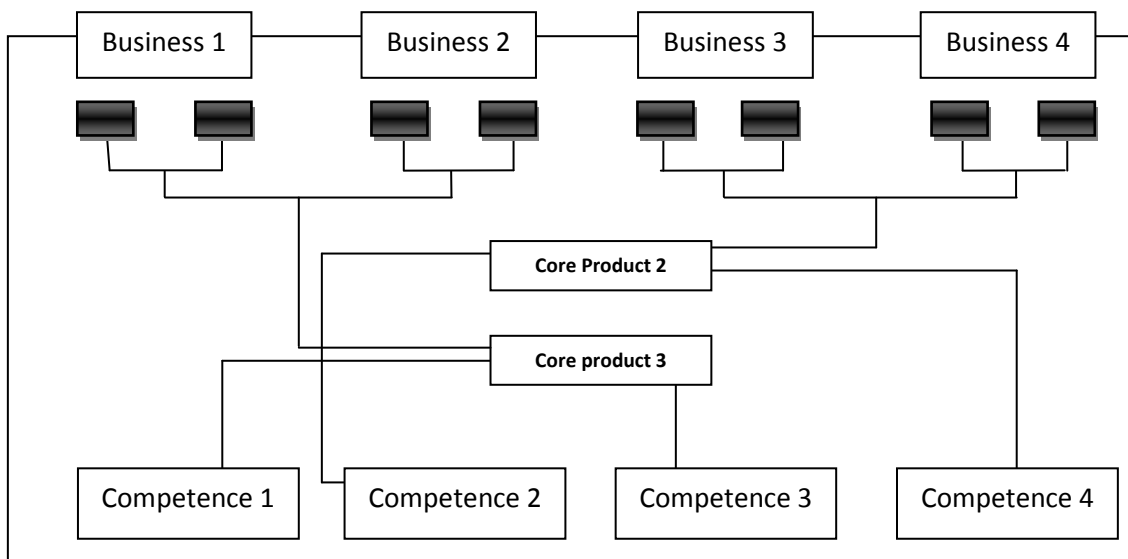 Business 1
Business 2
Business 3
Business 4
Core Product 2
Core product 3
Competence 1
Competence 2
Competence 3
Competence 4